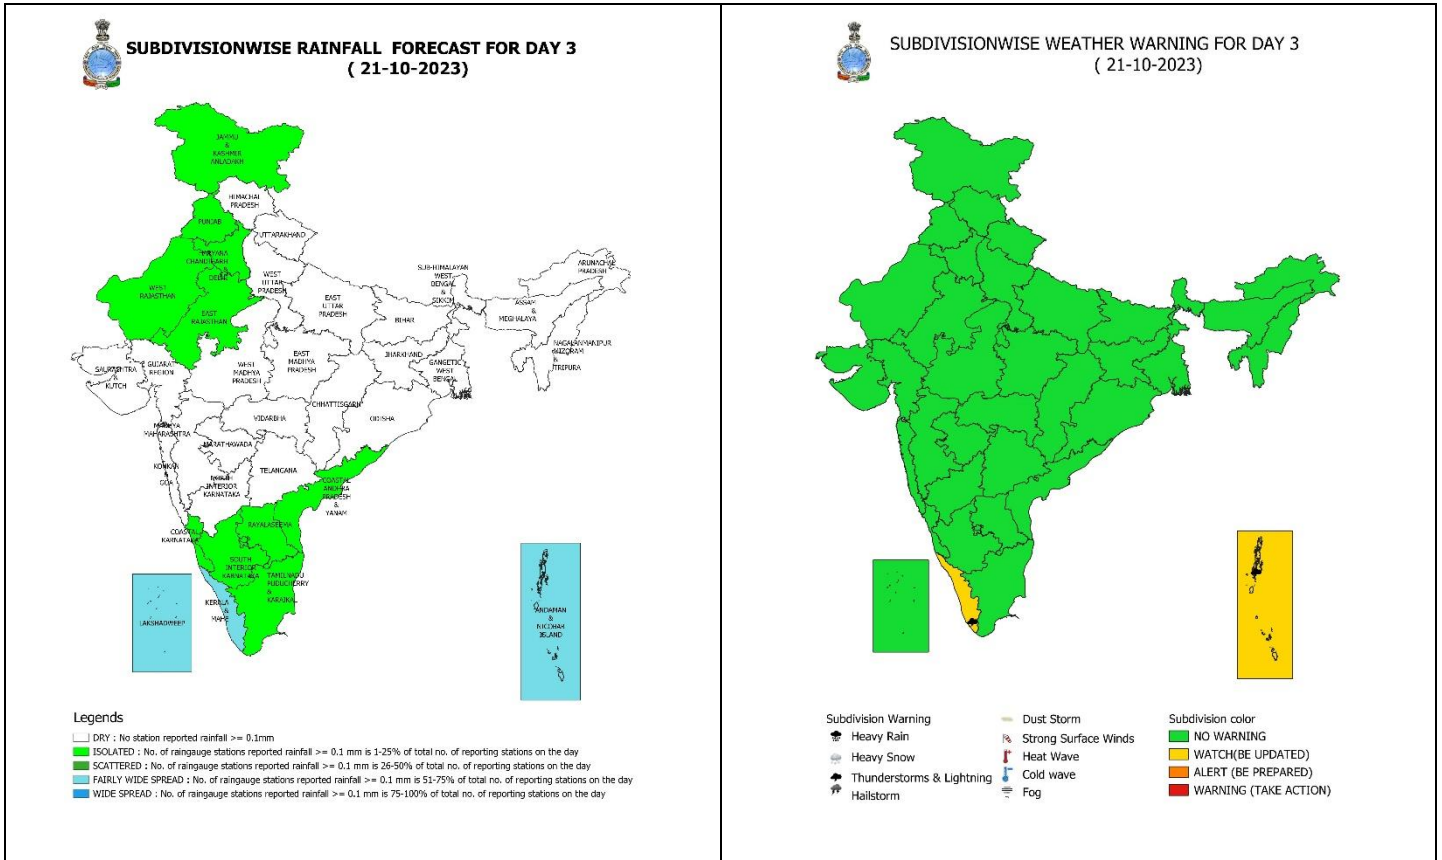 SUBDIVISIONWISE RAINFALL FORECAST FOR DAY 3
( 21-10-2023)
JAMMU
&
KASHMIR
ANLADAKH
HIMACHAL
PRADESH
PUNJAB
UTTARAKHAND
HARYANA
CHANDIGARH
&
DELHI
WEST
UTTAR
PRADESH
WEST
RAJASTHAN
EAST
RAJASTHAN
EAST
UTTAR
PRADESH
SUB-HIMALAYAN
WEST
BENGAL
&
SIKKIM
ARUNACHAL
PRADESH
ASSAM
&
MEGHALAYA
BIHAR
NAGALANMANIPUR
MIZORAM
&
TRIPURA
SAURASHTRA
&
KUTCH
GUJARAT
REGION
WEST
MADHYA
PRADESH
EAST
MADHYA
PRADESH
JHARKHAND
GANGETIC
WEST
BENGAL
CHHATTISGARH
ODISHA
VIDARBHA
MADHYA
MAHARASHTRA
MARATHAWADA
KONKAN
&
GOA
NORTH
INTERIOR
KARNATAKA
TELANGANA
COASTAL
ANDHRA
PRADESH
&
YANAM
RAYALASEEMA
COASTAL
KARNATAKA
SOUTH
INTERIOR
KARNATAKA
TAMILNADU
PUDUCHERRY
&
KARAIKAL
KERALA
&
MAHE
LAKSHADWEEP
ANDAMAN
&
NICOBAR
ISLAND
Legends
DRY : No station reported rainfall >= 0.1mm
ISOLATED : No. of raingauge stations reported rainfall >= 0.1 mm is 1-25% of total no. of reporting stations on the day
SCATTERED : No. of raingauge stations reported rainfall >= 0.1 mm is 26-50% of total no. of reporting stations on the day
FAIRLY WIDE SPREAD : No. of raingauge stations reported rainfall >= 0.1 mm is 51-75% of total no. of reporting stations on the day
WIDE SPREAD : No. of raingauge stations reported rainfall >= 0.1 mm is 75-100% of total no. of reporting stations on the day
SUBDIVISIONWISE WEATHER WARNING FOR DAY 3
( 21-10-2023)
Subdivision Warning
Heavy Rain
Heavy Snow
Thunderstorms & Lightning
Hailstorm
Dust Storm
Strong Surface Winds
Heat Wave
Cold wave
Fog
Subdivision color
NO WARNING
WATCH(BE UPDATED)
ALERT (BE PREPARED)
WARNING (TAKE ACTION)